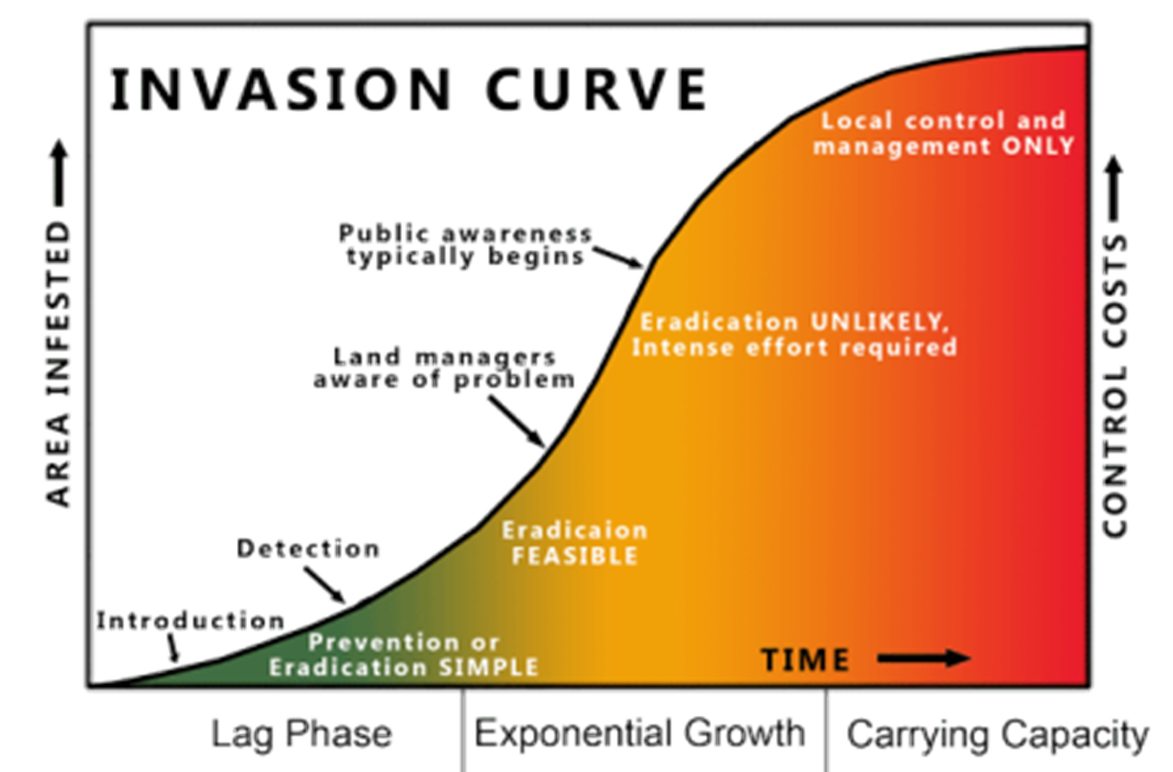 INVASION CURVE
Local control and
management ONLY
Public awareness
typically begins
Eradication UNLIKELY,
Intense effort required
Land managers
aware of problem
Eradicaion
FEASIBLE
Detection
Introduction
Prevention or
Eradication SIMPLE
TIME
AREA INFESTED
CONTROL COSTS
Lag Phase
Exponential Growth
Carrying Capacity